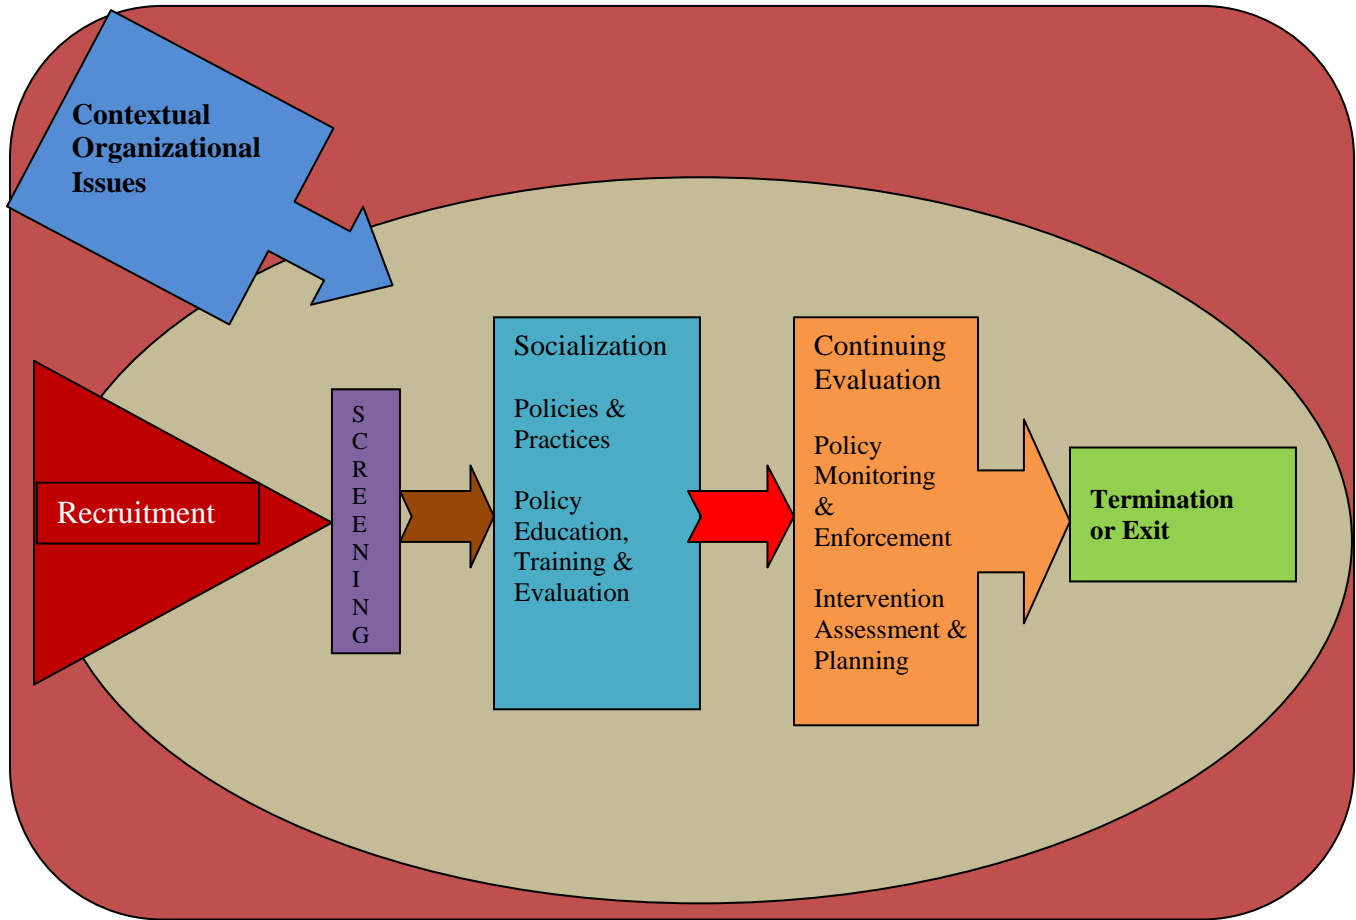 Contextual
Organizational
Issues
Recruitment
S
C
R
E
E
N
I
N
G
Socialization
Policies &
Practices
Policy
Education,
Training &
Evaluation
Continuing
Evaluation
Policy
Monitoring
&
Enforcement
Intervention
Assessment &
Planning
Termination
or Exit